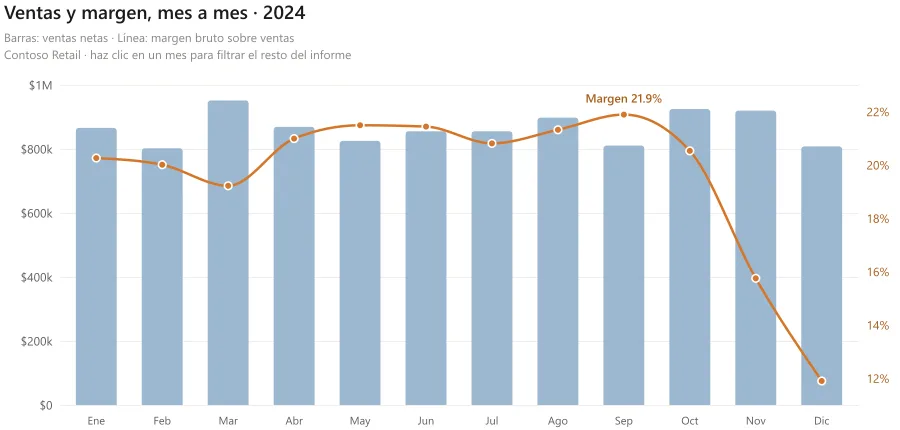 Ventas y margen, mes a mes · 2024
Barras: ventas netas · Línea: margen bruto sobre ventas
Contoso Retail · haz clic en un mes para filtrar el resto del informe
$1M
$800k
$600k
$400k
$200k
$0
Margen 21.9%
22%
20%
18%
16%
14%
12%
Ene Feb Mar Abr May Jun Jul Ago Sep Oct Nov Dic